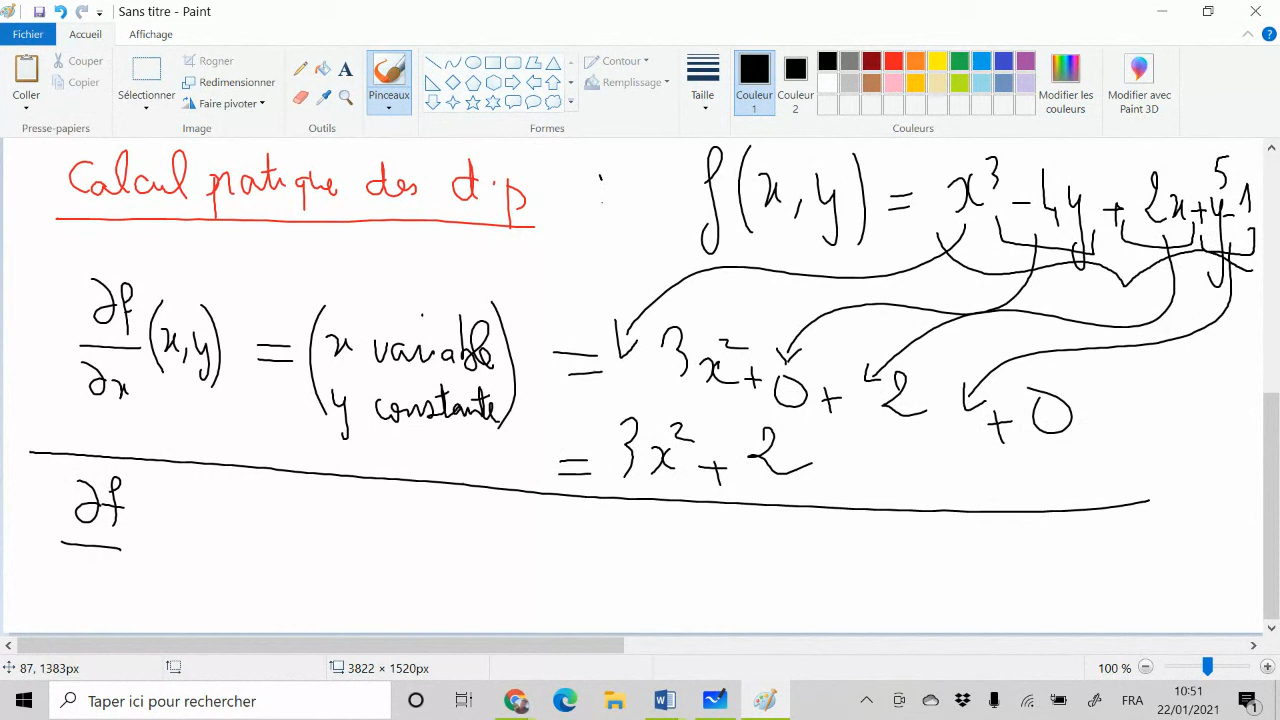 Sans titre - Paint
Fichier Accueil Affichage
Coller Couper Copier Presse-papiers
Sélectionner Rogner Redimensionner Faire pivoter Image
A Outils
Pinceaux
Contour Remplissage Formes
Taille
Couleur 1 Couleur 2 Couleurs
Modifier les couleurs
Modifier avec Paint 3D
Calcul pratique des d.p : f(x,y) = x³ - 4y + 2x + y⁵ - 1
∂f/∂x (x,y) = (x variable y constante) = 3x² + 0 + 2 + 0
= 3x² + 2
∂f
87, 1383px 3822 × 1520px 100 %
Taper ici pour rechercher FRA 10:51
22/01/2021 1